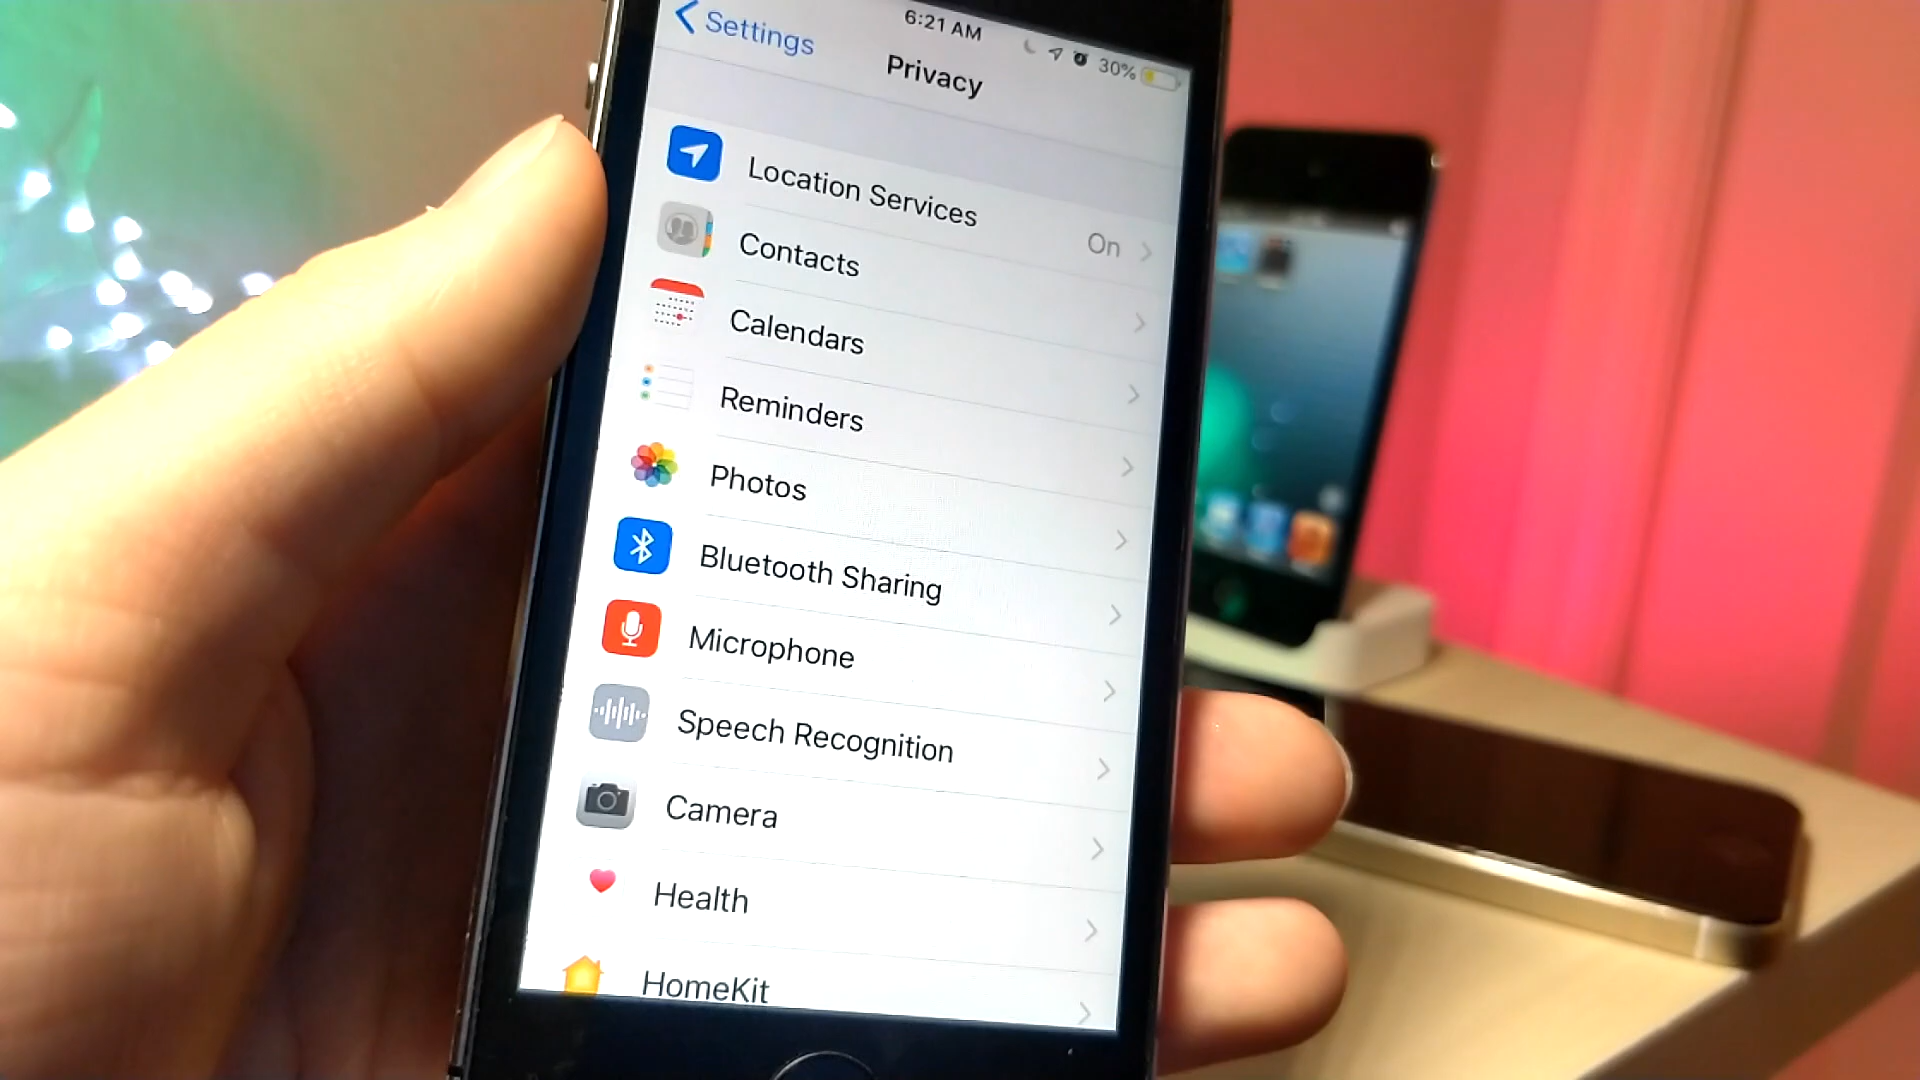 6:21 AM
30%
Settings
Privacy
Location Services
On
Contacts
Calendars
Reminders
Photos
Bluetooth Sharing
Microphone
Speech Recognition
Camera
Health
HomeKit